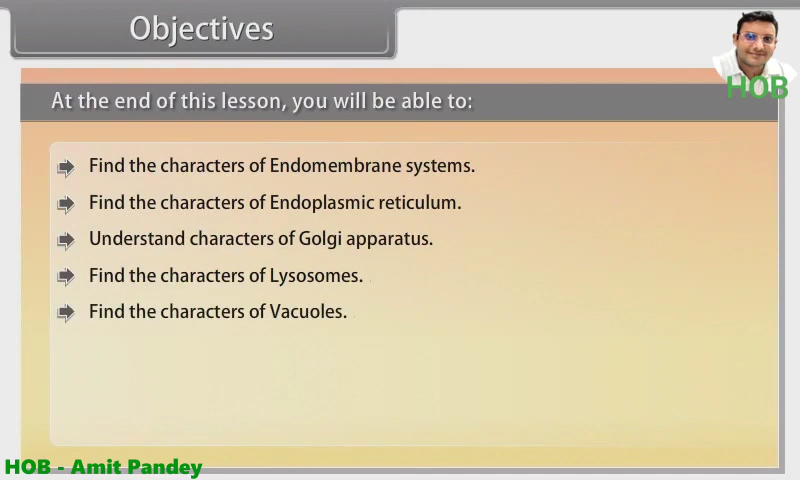 Objectives
HOB
At the end of this lesson, you will be able to:
Find the characters of Endomembrane systems.
Find the characters of Endoplasmic reticulum.
Understand characters of Golgi apparatus.
Find the characters of Lysosomes.
Find the characters of Vacuoles.
HOB - Amit Pandey